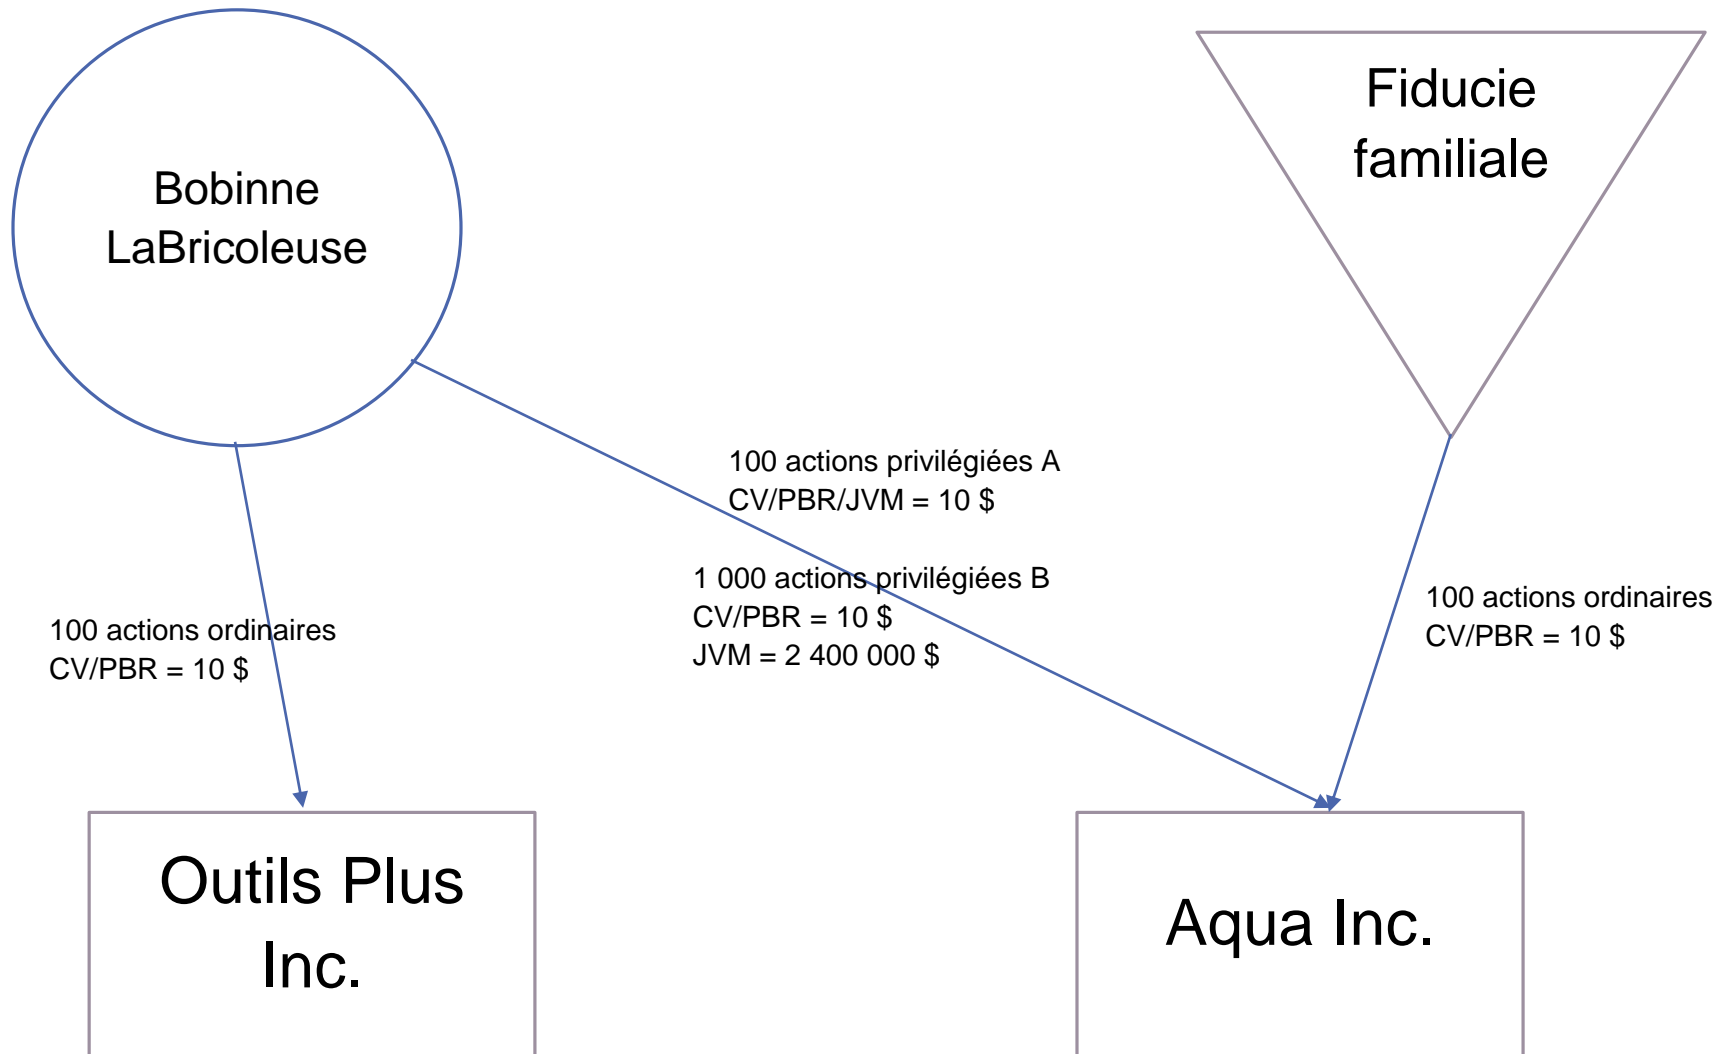 Bobinne
LaBricoleuse
Fiducie
familiale
100 actions privilégiées A
CV/PBR/JVM = 10 $
1 000 actions privilégiées B
CV/PBR = 10 $
JVM = 2 400 000 $
100 actions ordinaires
CV/PBR = 10 $
100 actions ordinaires
CV/PBR = 10 $
Outils Plus
Inc.
Aqua Inc.